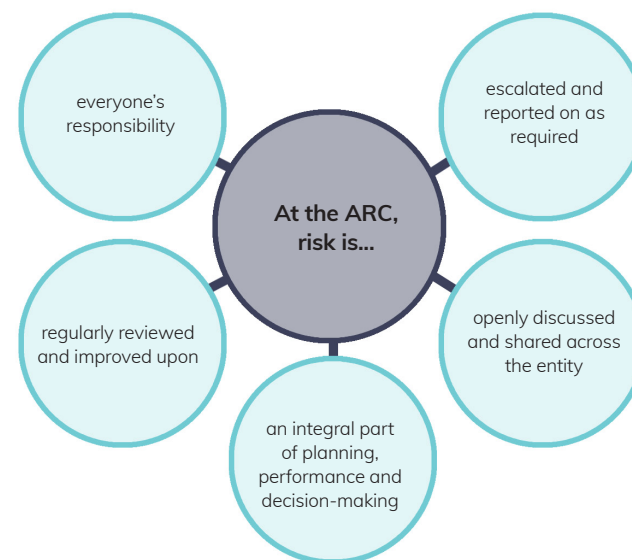 everyone’s
responsibility
escalated and
reported on as
required
At the ARC,
risk is...
regularly reviewed
and improved upon
openly discussed
and shared across
the entity
an integral part
of planning,
performance and
decision-making